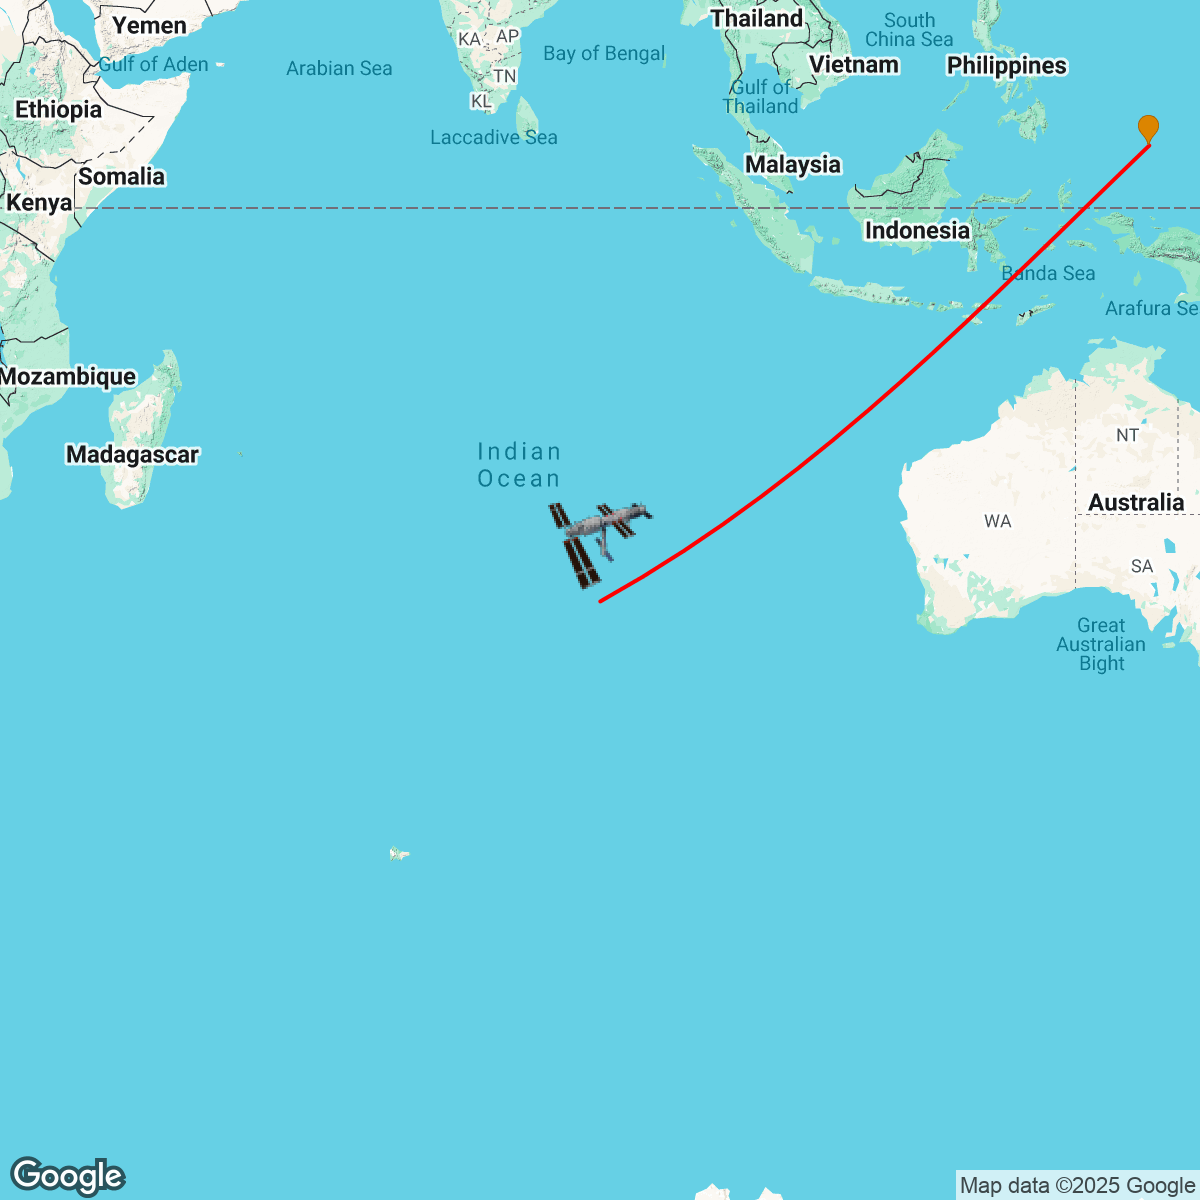 Thailand
South
China Sea
Yemen
KA
AP
Bay of Bengal
Gulf of Aden
Arabian Sea
Vietnam
Philippines
TN
Gulf of
Thailand
KL
Ethiopia
Laccadive Sea
Malaysia
Somalia
Kenya
Indonesia
Banda Sea
Arafura Se
Mozambique
NT
Madagascar
Indian
Ocean
Australia
WA
SA
Great
Australian
Bight
Google
Map data ©2025 Google